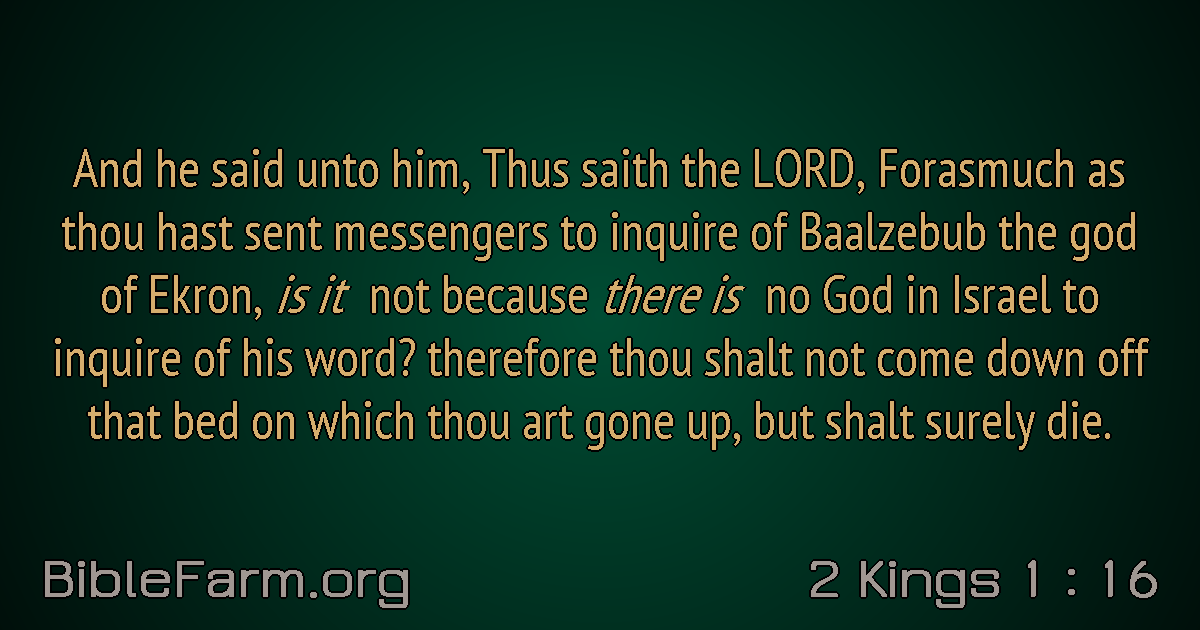 And he said unto him, Thus saith the LORD, Forasmuch as
thou hast sent messengers to inquire of Baalzebub the god
of Ekron, is it not because there is no God in Israel to
inquire of his word? therefore thou shalt not come down off
that bed on which thou art gone up, but shalt surely die.
BibleFarm.org
2 Kings 1 : 16